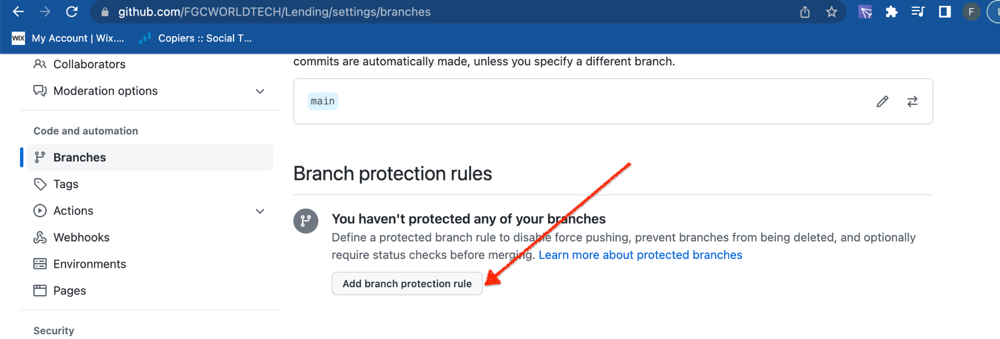 github.com/FGCWORLDTECH/Lending/settings/branches
F
WIX My Account | Wix.... Copiers :: Social T...
Collaborators
Moderation options
Code and automation
Branches
Tags
Actions
Webhooks
Environments
Pages
Security
commits are automatically made, unless you specify a different branch.
main
Branch protection rules
You haven't protected any of your branches
Define a protected branch rule to disable force pushing, prevent branches from being deleted, and optionally
require status checks before merging. Learn more about protected branches
Add branch protection rule